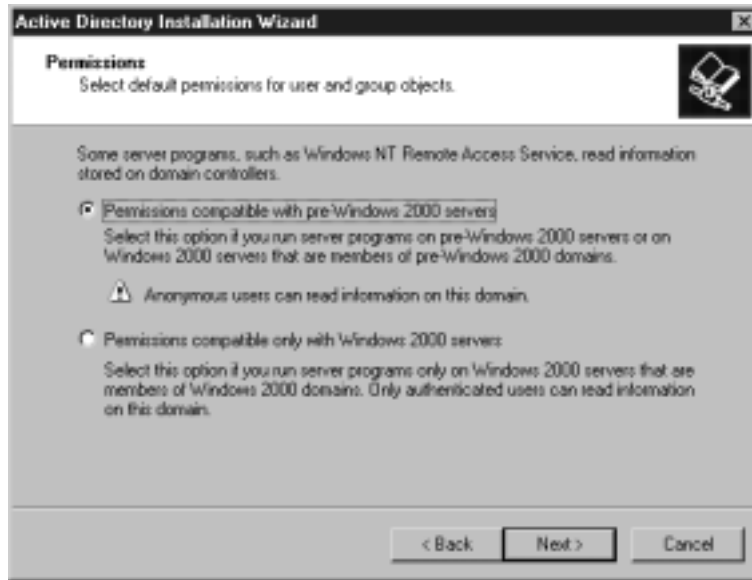 Active Directory Installation Wizard
Permissions
Select default permissions for user and group objects.
Some server programs, such as Windows NT Remote Access Service, read information
stored on domain controllers.
Permissions compatible with pre-Windows 2000 servers
Select this option if you run server programs on pre-Windows 2000 servers or on
Windows 2000 servers that are members of pre-Windows 2000 domains.
Anonymous users can read information on this domain.
Permissions compatible only with Windows 2000 servers
Select this option if you run server programs only on Windows 2000 servers that are
members of Windows 2000 domains. Only authenticated users can read information
on this domain.
< Back
Next >
Cancel